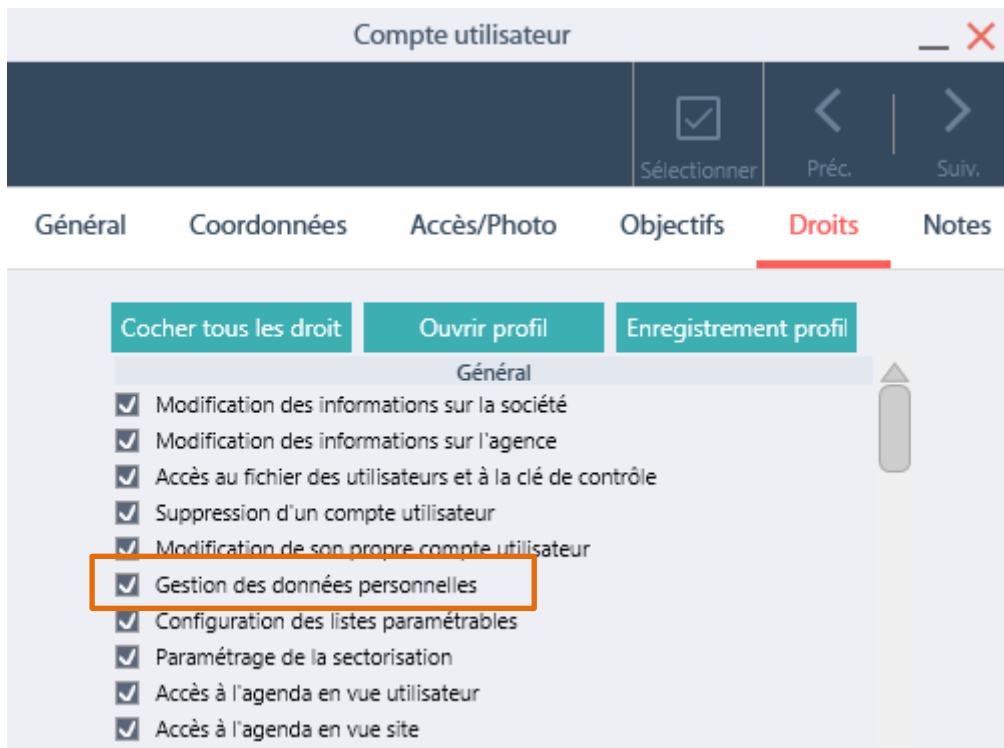 Compte utilisateur
Sélectionner Préc. Suiv.
Général Coordonnées Accès/Photo Objectifs Droits Notes
Cocher tous les droit Ouvrir profil Enregistrement profil
Général
Modification des informations sur la société
Modification des informations sur l'agence
Accès au fichier des utilisateurs et à la clé de contrôle
Suppression d'un compte utilisateur
Modification de son propre compte utilisateur
Gestion des données personnelles
Configuration des listes paramétrables
Paramétrage de la sectorisation
Accès à l'agenda en vue utilisateur
Accès à l'agenda en vue site